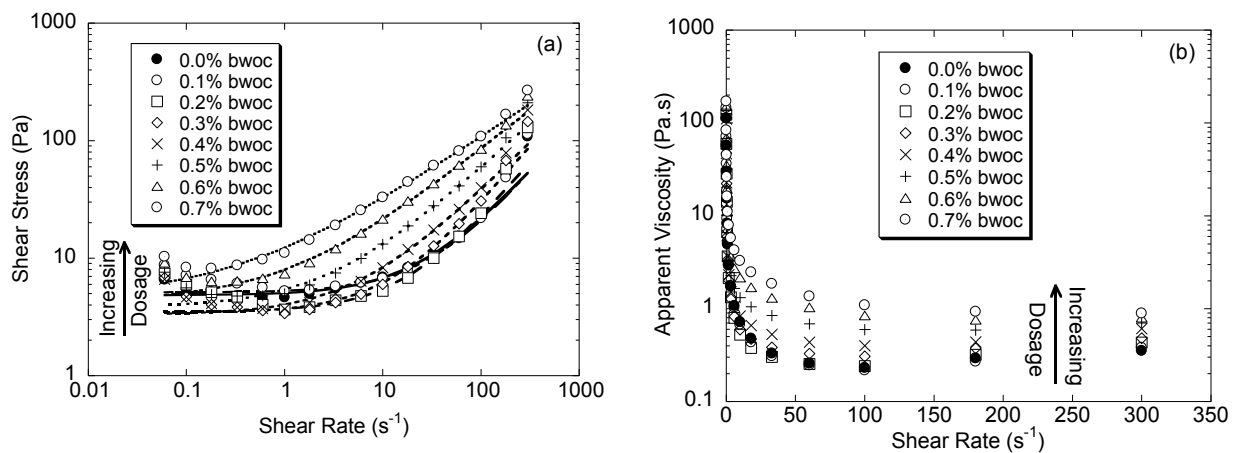 (a)
1000
100
10
1
0.01
0.1
1
10
100
1000
Shear Stress (Pa)
Shear Rate (s⁻¹)
0.0% bwoc
0.1% bwoc
0.2% bwoc
0.3% bwoc
0.4% bwoc
0.5% bwoc
0.6% bwoc
0.7% bwoc
Increasing
Dosage
(b)
1000
100
10
1
0.1
0
50
100
150
200
250
300
350
Apparent Viscosity (Pa.s)
Shear Rate (s⁻¹)
0.0% bwoc
0.1% bwoc
0.2% bwoc
0.3% bwoc
0.4% bwoc
0.5% bwoc
0.6% bwoc
0.7% bwoc
Increasing
Dosage